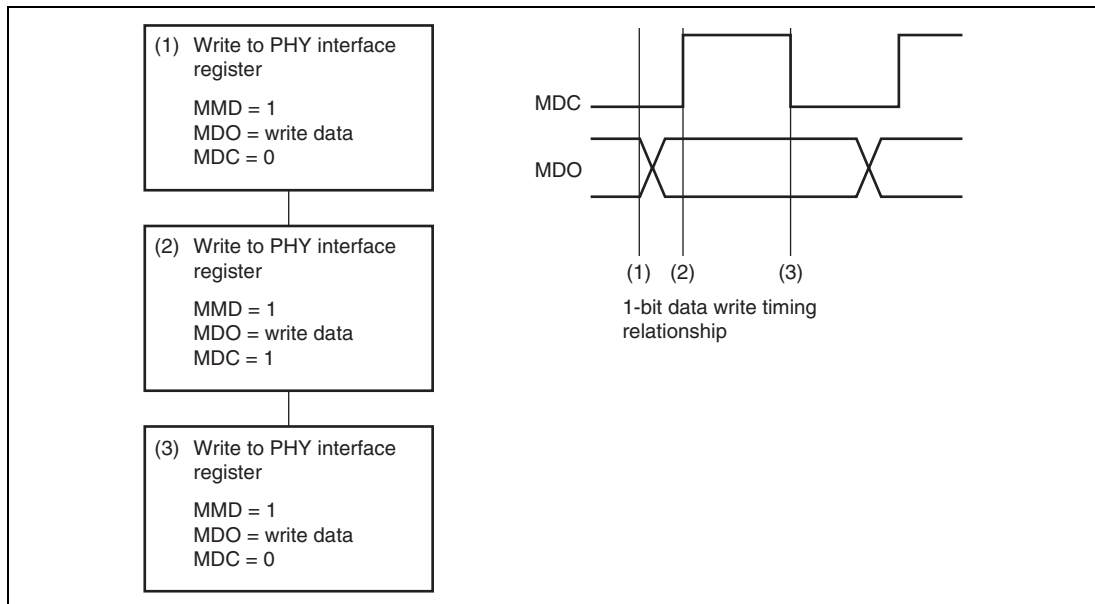 (1) Write to PHY interface
register
MMD = 1
MDO = write data
MDC = 0
(2) Write to PHY interface
register
MMD = 1
MDO = write data
MDC = 1
(3) Write to PHY interface
register
MMD = 1
MDO = write data
MDC = 0
MDC
MDO
(1) (2) (3)
1-bit data write timing
relationship